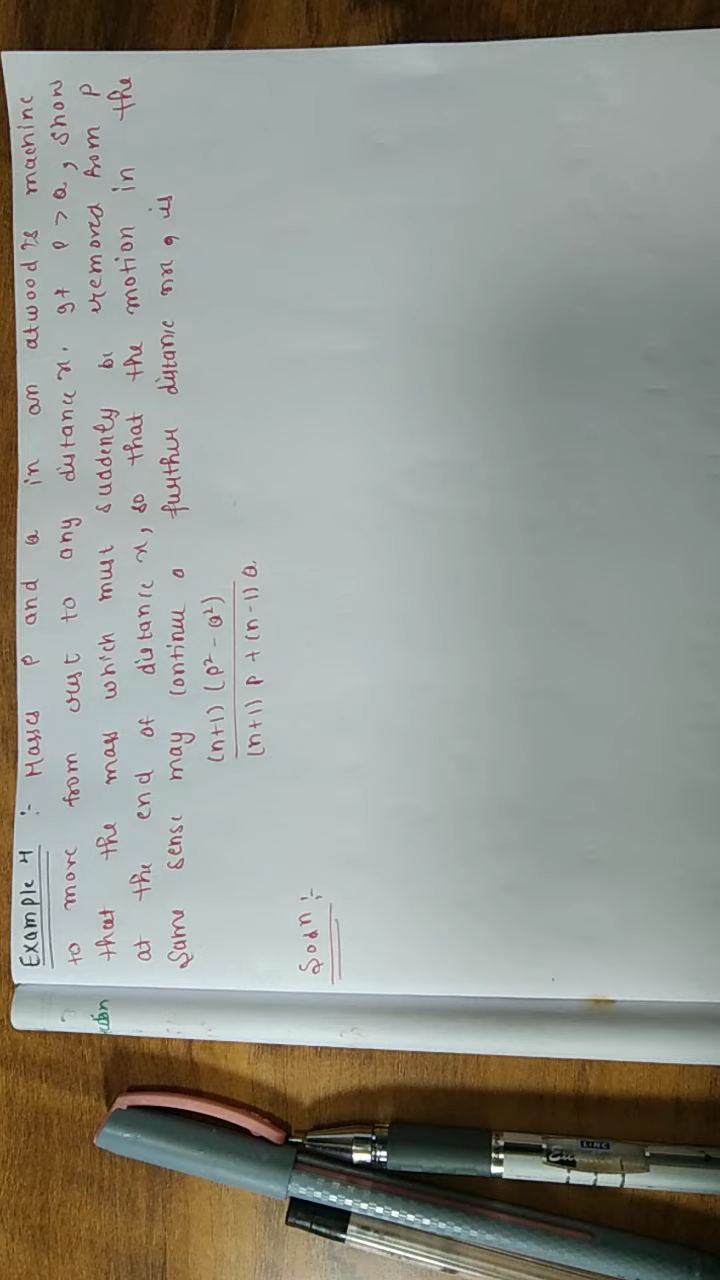 Example 4 :- Masses P and Q in an atwood's machine
to move from rest to any distance x. If P > Q, show
that the mass which must suddenly be removed from P
at the end of distance x, so that the motion in the
same sense may continue a further distance nx, is
(n+1) (P² - Q²)
(n+1) P + (n-1) Q
Soln :-
LINC